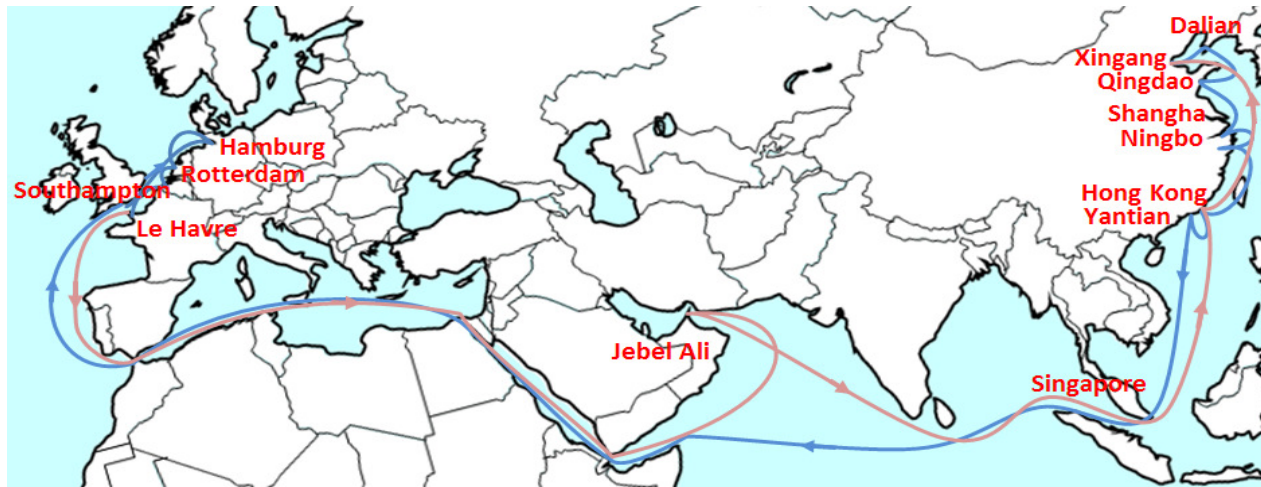 Dalian
Xingang
Qingdao
Shangha
Ningbo
Hamburg
Rotterdam
Southampton
Hong Kong
Yantian
Le Havre
Jebel Ali
Singapore